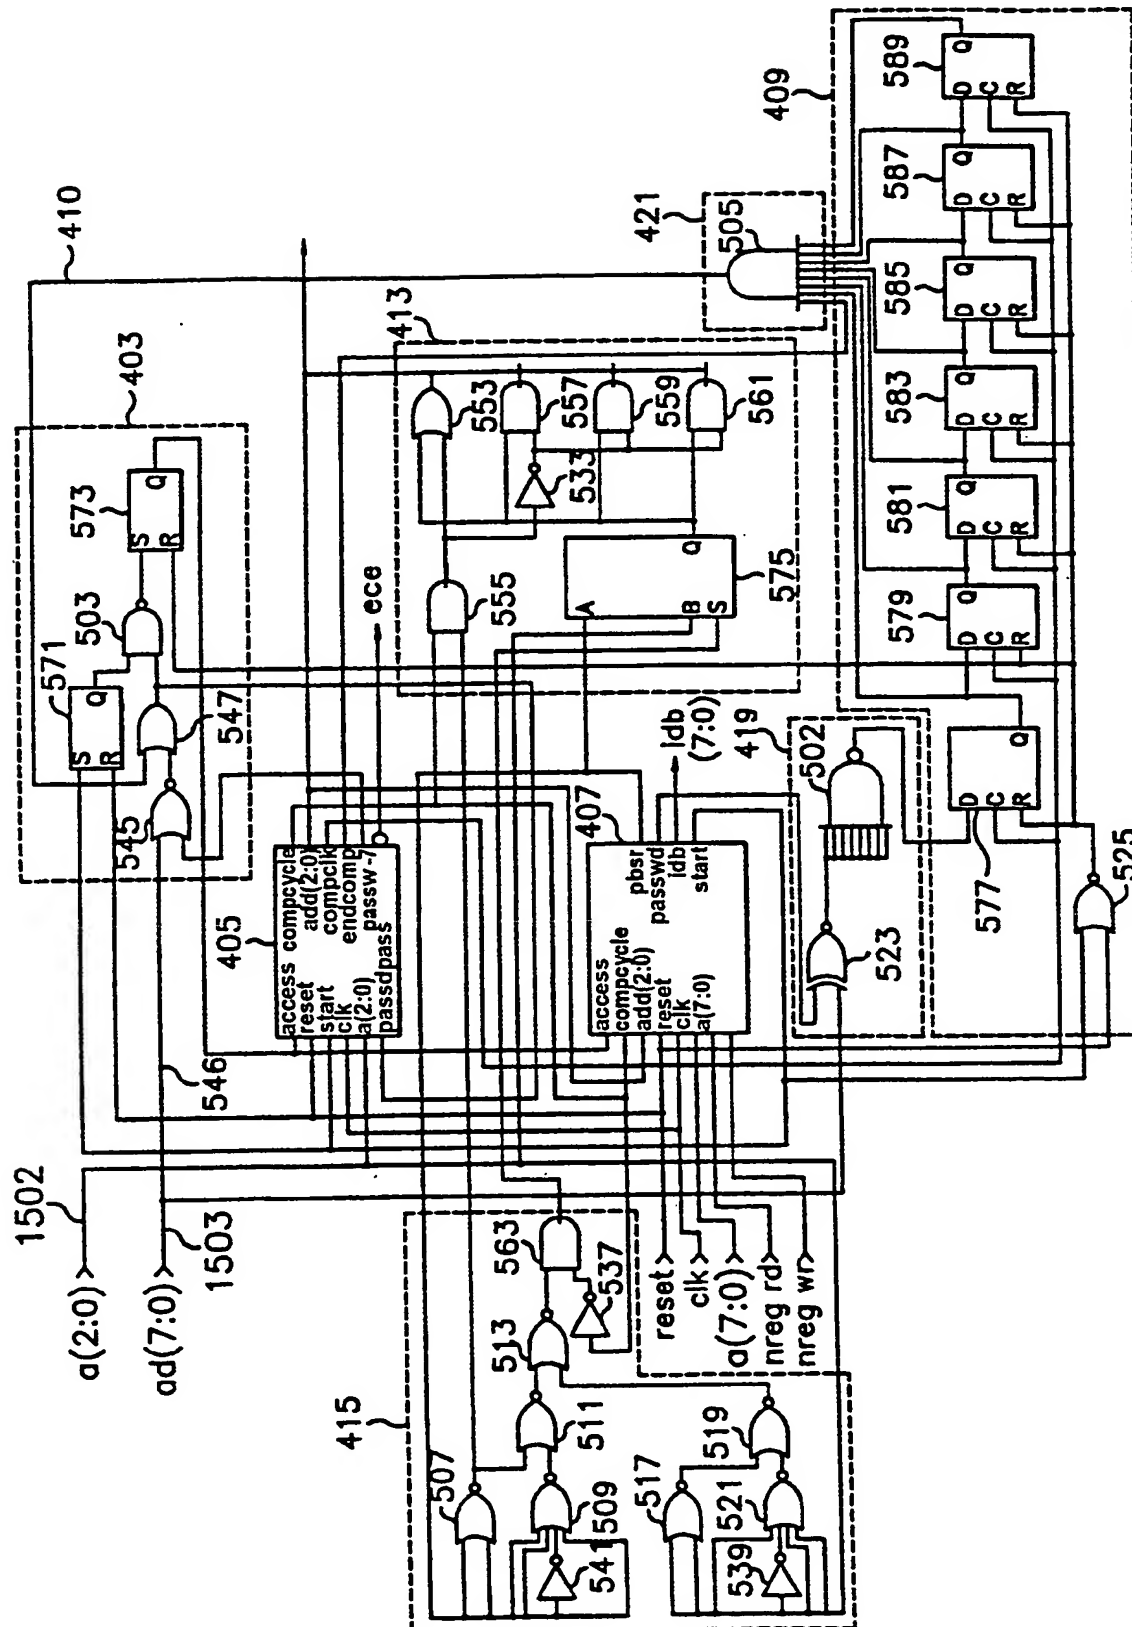 1502
a(2:0)
ad(7:0)
1503
546
545
547
571
S
R
Q
503
573
S
R
Q
403
410
405
access
reset
start
clk
a(2:0)
passdpass
compcycle
add(2:0)
compclk
endcomp
passw-7
ece
407
access
compcycle
add(2:0)
reset
clk
a(7:0)
pbsr
passwd
idb
start
idb
(7:0)
413
553
555
557
533
559
561
A
B
S
Q
575
421
505
409
415
507
509
541
511
513
563
537
517
519
521
539
reset
clk
a(7:0)
nreg rd
nreg wr
419
502
523
525
577
D
C
R
Q
579
D
C
R
Q
581
D
C
R
Q
583
D
C
R
Q
585
D
C
R
Q
587
D
C
R
Q
589
D
C
R
Q